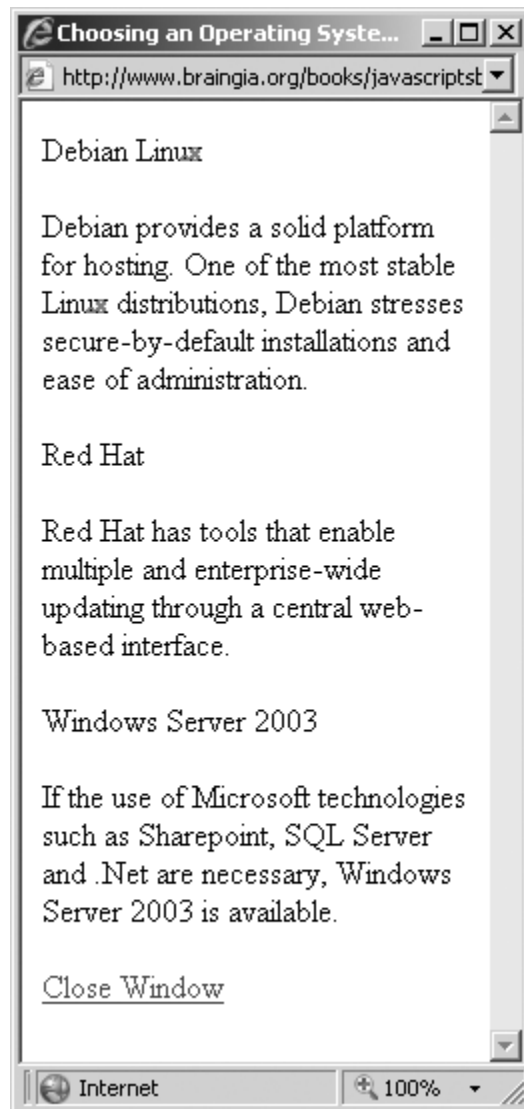 Choosing an Operating Syste...
http://www.braingia.org/books/javascriptst
Debian Linux
Debian provides a solid platform
for hosting. One of the most stable
Linux distributions, Debian stresses
secure-by-default installations and
ease of administration.
Red Hat
Red Hat has tools that enable
multiple and enterprise-wide
updating through a central web-
based interface.
Windows Server 2003
If the use of Microsoft technologies
such as Sharepoint, SQL Server
and .Net are necessary, Windows
Server 2003 is available.
Close Window
Internet
100%